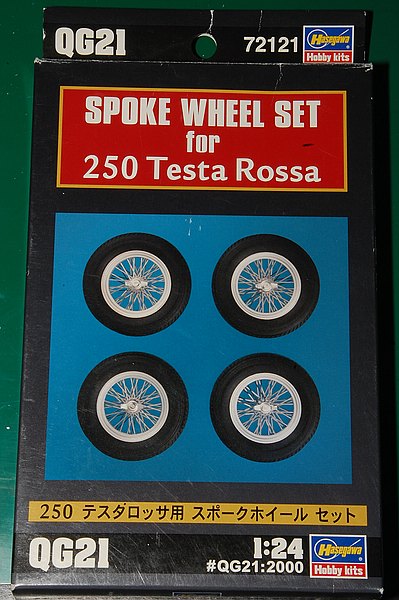 QG21
72121
Hasegawa
Hobby kits
SPOKE WHEEL SET
for
250 Testa Rossa
250 テスタロッサ用 スポークホイール セット
QG21
1:24
#QG21:2000
Hasegawa
Hobby kits